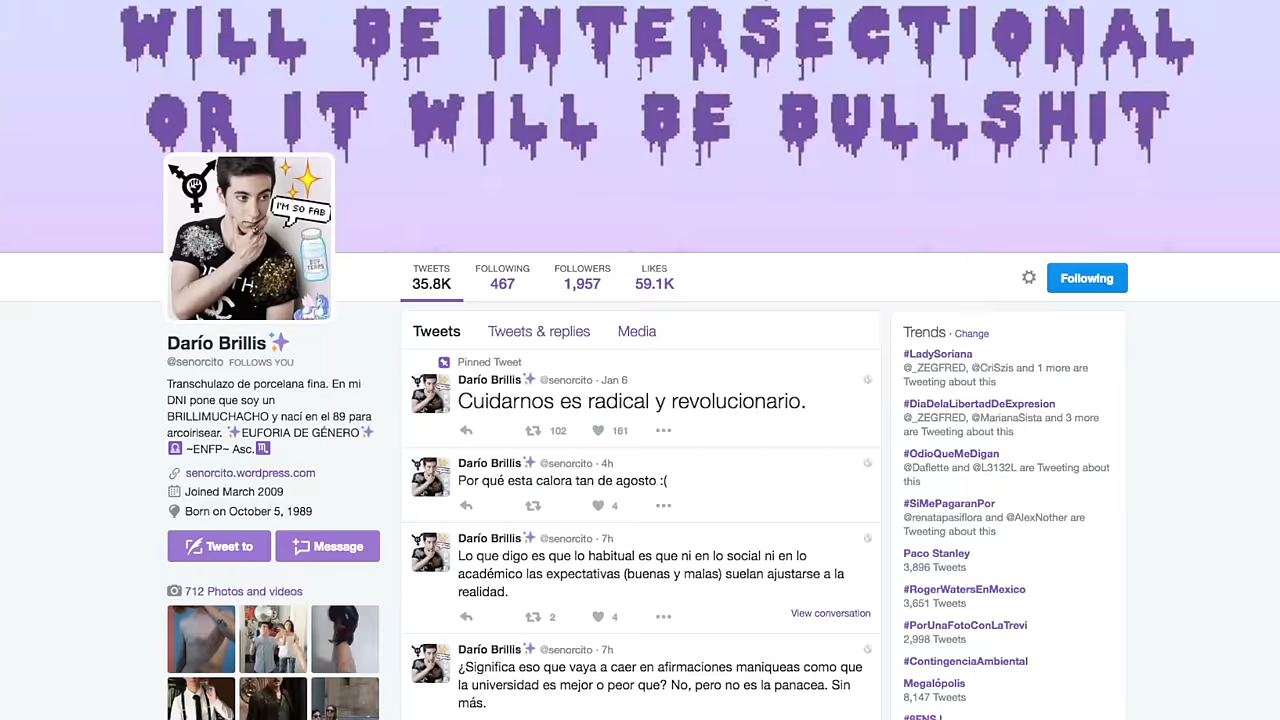 WILL BE INTERSECTIONAL
OR IT WILL BE BULLSHIT
I'M SO FAB
TWEETS
35.8K
FOLLOWING
467
FOLLOWERS
1,957
LIKES
59.1K
Following
Darío Brillis
@senorcito FOLLOWS YOU
Transchulazo de porcelana fina. En mi
DNI pone que soy un
BRILLIMUCHACHO y nací en el 89 para
arcoirisear. ✨EUFORIA DE GÉNERO✨
♎ ~ENFP~ Asc.♏
senorcito.wordpress.com
Joined March 2009
Born on October 5, 1989
Tweet to
Message
712 Photos and videos
Tweets
Tweets & replies
Media
Pinned Tweet
Darío Brillis✨ @senorcito · Jan 6
Cuidarnos es radical y revolucionario.
102
161
Darío Brillis✨ @senorcito · 4h
Por qué esta calora tan de agosto :(
4
Darío Brillis✨ @senorcito · 7h
Lo que digo es que lo habitual es que ni en lo social ni en lo
académico las expectativas (buenas y malas) suelan ajustarse a la
realidad.
2
4
View conversation
Darío Brillis✨ @senorcito · 7h
¿Significa eso que vaya a caer en afirmaciones maniqueas como que
la universidad es mejor o peor que? No, pero no es la panacea. Sin
más.
Trends · Change
#LadySoriana
@_ZEGFRED, @CriSzis and 1 more are
Tweeting about this
#DiaDelaLibertadDeExpresion
@_ZEGFRED, @MarianaSista and 3 more
are Tweeting about this
#OdioQueMeDigan
@Daflette and @L3132L are Tweeting about
this
#SiMePagaranPor
@renatapasiflora and @AlexNother are
Tweeting about this
Paco Stanley
3,896 Tweets
#RogerWatersEnMexico
3,651 Tweets
#PorUnaFotoConLaTrevi
2,998 Tweets
#ContingenciaAmbiental
Megalópolis
8,147 Tweets